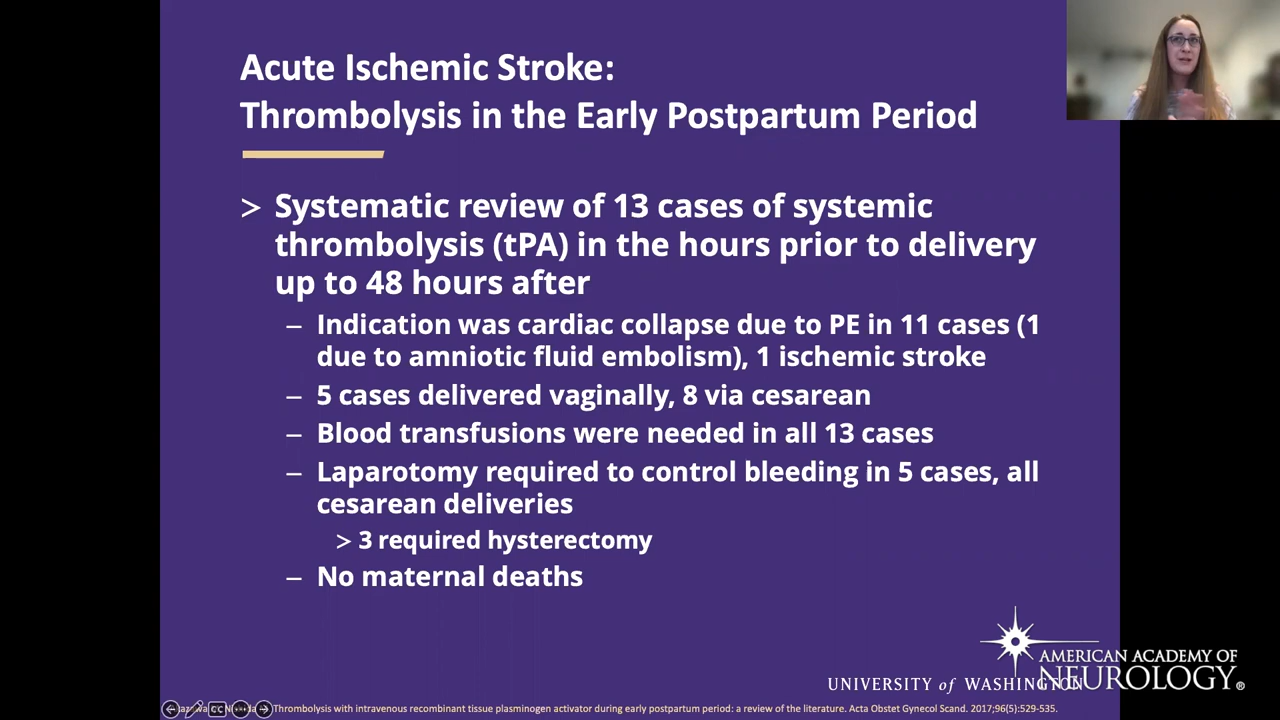 Acute Ischemic Stroke:
Thrombolysis in the Early Postpartum Period
> Systematic review of 13 cases of systemic
thrombolysis (tPA) in the hours prior to delivery
up to 48 hours after
– Indication was cardiac collapse due to PE in 11 cases (1
due to amniotic fluid embolism), 1 ischemic stroke
– 5 cases delivered vaginally, 8 via cesarean
– Blood transfusions were needed in all 13 cases
– Laparotomy required to control bleeding in 5 cases, all
cesarean deliveries
> 3 required hysterectomy
– No maternal deaths
AMERICAN ACADEMY OF
NEUROLOGY®
UNIVERSITY of WASHINGTON
CC
Thrombolysis with intravenous recombinant tissue plasminogen activator during early postpartum period: a review of the literature. Acta Obstet Gynecol Scand. 2017;96(5):529-535.